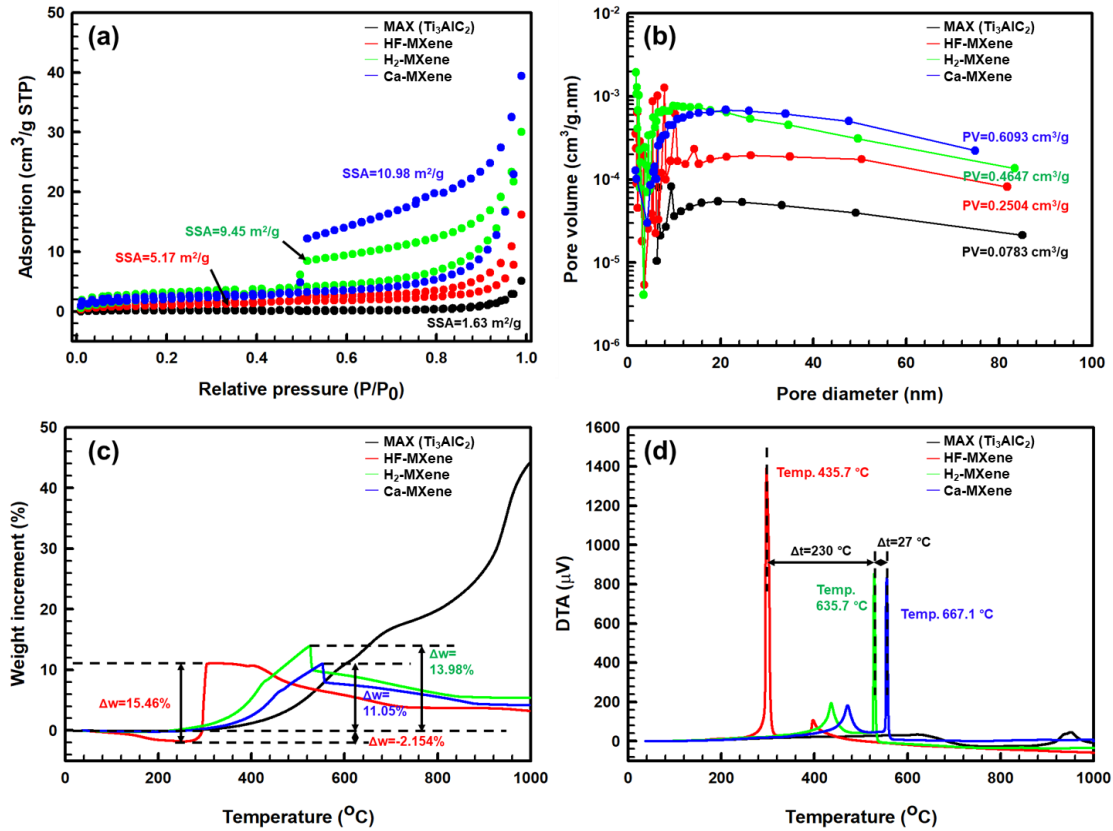 (a)
MAX (Ti₃AlC₂)
HF-MXene
H₂-MXene
Ca-MXene
SSA=10.98 m²/g
SSA=9.45 m²/g
SSA=5.17 m²/g
SSA=1.63 m²/g
50
40
30
20
10
0
0.0
0.2
0.4
0.6
0.8
1.0
Adsorption (cm³/g STP)
Relative pressure (P/P₀)
(b)
MAX (Ti₃AlC₂)
HF-MXene
H₂-MXene
Ca-MXene
PV=0.6093 cm³/g
PV=0.4647 cm³/g
PV=0.2504 cm³/g
PV=0.0783 cm³/g
10⁻²
10⁻³
10⁻⁴
10⁻⁵
10⁻⁶
0
20
40
60
80
100
Pore volume (cm³/g.nm)
Pore diameter (nm)
(c)
MAX (Ti₃AlC₂)
HF-MXene
H₂-MXene
Ca-MXene
Δw=
13.98%
Δw=15.46%
Δw=
11.05%
Δw=-2.154%
50
40
30
20
10
0
0
200
400
600
800
1000
Weight increment (%)
Temperature (⁰C)
(d)
MAX (Ti₃AlC₂)
HF-MXene
H₂-MXene
Ca-MXene
Temp. 435.7 °C
Δt=230 °C
Δt=27 °C
Temp.
635.7 °C
Temp. 667.1 °C
1600
1400
1200
1000
800
600
400
200
0
0
200
400
600
800
1000
DTA (μV)
Temperature (⁰C)